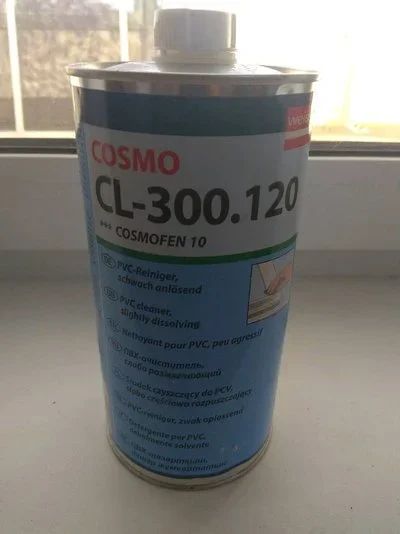 COSMO
CL-300.120
+++ COSMOFEN 10
DE PVC-Reiniger,
schwach anlösend
PVC cleaner,
slightly dissolving
Nettoyant pour PVC, peu agressif
ПВХ-очиститель,
слабо размягчающий
Środek czyszczący do PCV,
słabo częściowo rozpuszczający
PVC-reiniger, zwak oplossend
Detergente per PVC,
debolmente solvente